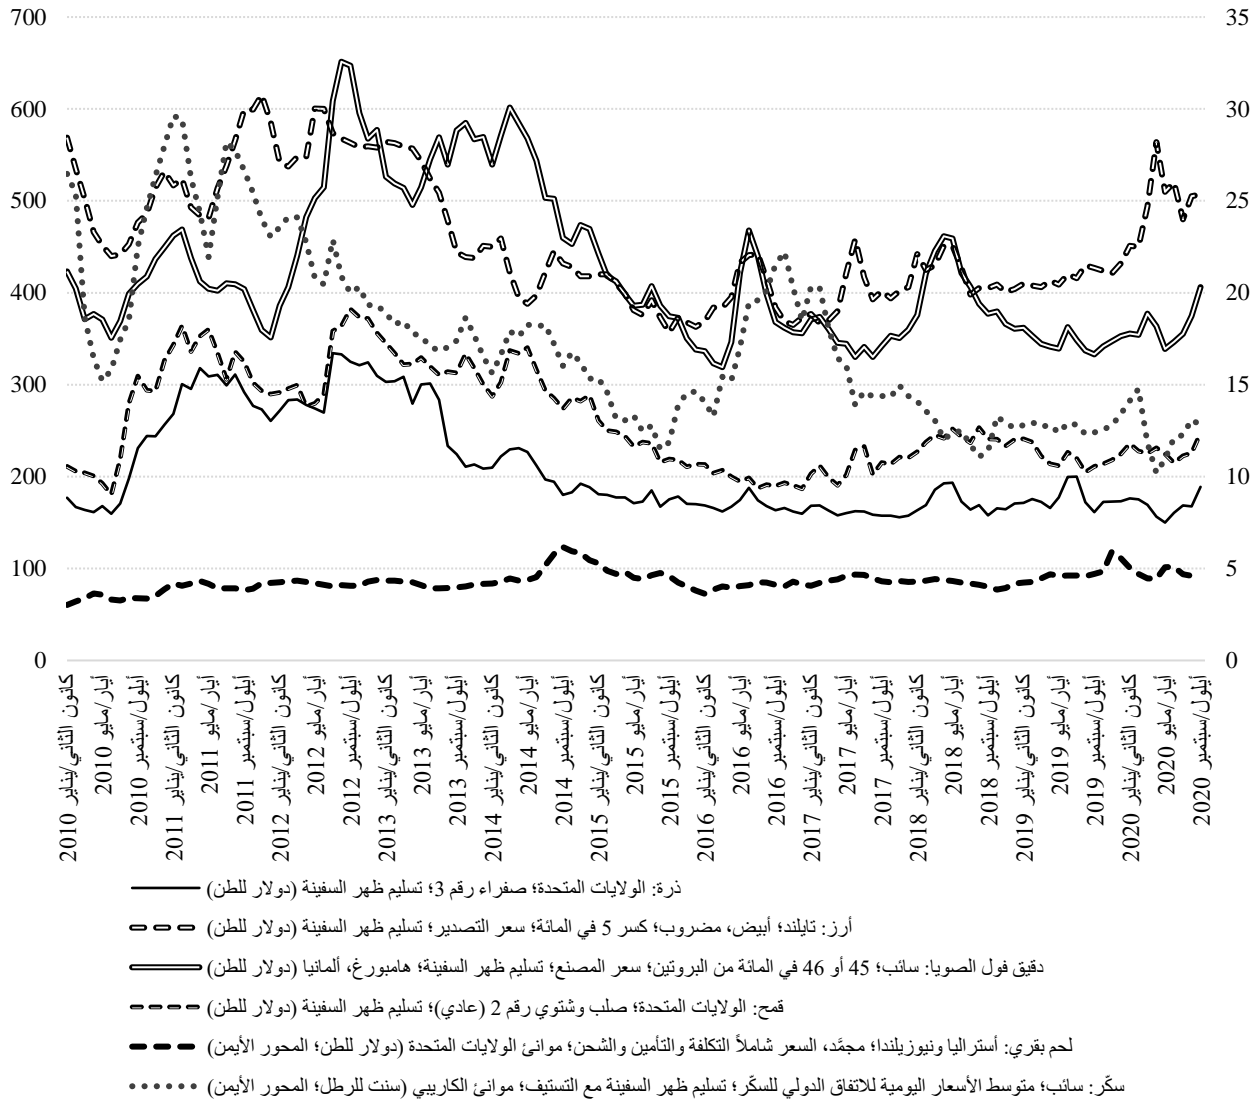 700
600
500
400
300
200
100
0
35
30
25
20
15
10
5
0
كانون الثاني/يناير 2010
أيار/مايو 2010
أيلول/سبتمبر 2010
كانون الثاني/يناير 2011
أيار/مايو 2011
أيلول/سبتمبر 2011
كانون الثاني/يناير 2012
أيار/مايو 2012
أيلول/سبتمبر 2012
كانون الثاني/يناير 2013
أيار/مايو 2013
أيلول/سبتمبر 2013
كانون الثاني/يناير 2014
أيار/مايو 2014
أيلول/سبتمبر 2014
كانون الثاني/يناير 2015
أيار/مايو 2015
أيلول/سبتمبر 2015
كانون الثاني/يناير 2016
أيار/مايو 2016
أيلول/سبتمبر 2016
كانون الثاني/يناير 2017
أيار/مايو 2017
أيلول/سبتمبر 2017
كانون الثاني/يناير 2018
أيار/مايو 2018
أيلول/سبتمبر 2018
كانون الثاني/يناير 2019
أيار/مايو 2019
أيلول/سبتمبر 2019
كانون الثاني/يناير 2020
أيار/مايو 2020
أيلول/سبتمبر 2020
ذرة: الولايات المتحدة؛ صفراء رقم 3؛ تسليم ظهر السفينة (دولار للطن)
أرز: تايلند؛ أبيض، مضروب؛ كسر 5 في المائة؛ سعر التصدير؛ تسليم ظهر السفينة (دولار للطن)
دقيق فول الصويا: سائب؛ 45 أو 46 في المائة من البروتين؛ سعر المصنع؛ تسليم ظهر السفينة؛ هامبورغ، ألمانيا (دولار للطن)
قمح: الولايات المتحدة؛ صلب وشتوي رقم 2 (عادي)؛ تسليم ظهر السفينة (دولار للطن)
لحم بقري: أستراليا ونيوزيلندا؛ مجمَّد، السعر شاملاً التكلفة والتأمين والشحن؛ موانئ الولايات المتحدة (دولار للطن؛ المحور الأيمن)
سكّر: سائب؛ متوسط الأسعار اليومية للاتفاق الدولي للسكّر؛ تسليم ظهر السفينة مع التستيف؛ موانئ الكاريبي (سنت للرطل؛ المحور الأيمن)